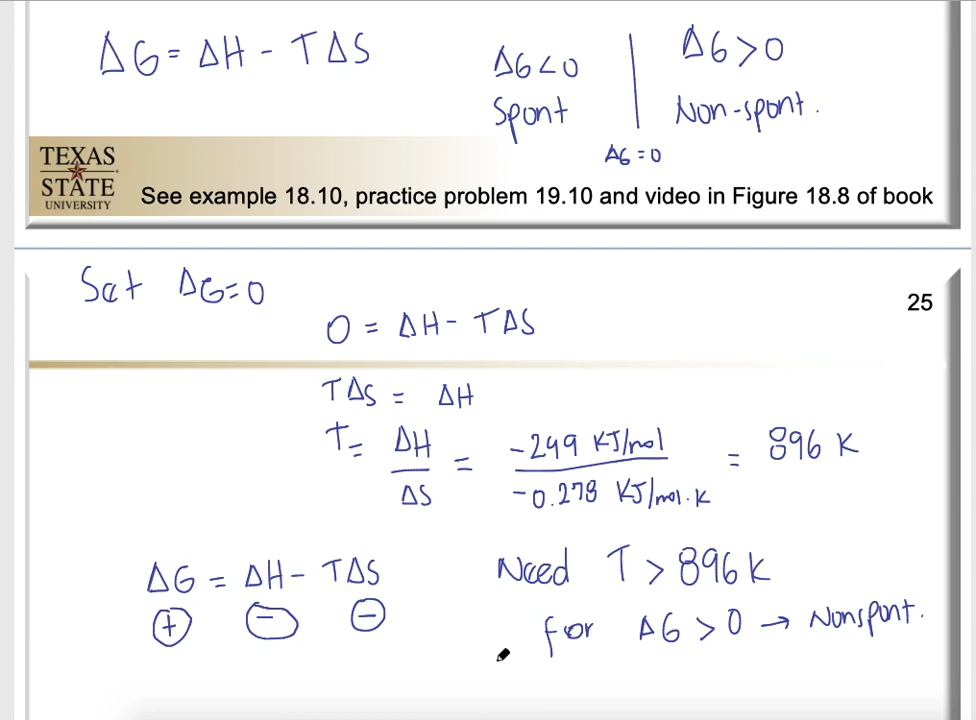 ΔG = ΔH - TΔS
ΔG < 0
Spont
ΔG > 0
Non-spont.
ΔG = 0
TEXAS
STATE
UNIVERSITY
See example 18.10, practice problem 19.10 and video in Figure 18.8 of book
Set ΔG=0
25
0 = ΔH - TΔS
TΔS = ΔH
T = ΔH/ΔS = -249 KJ/mol / -0.278 KJ/mol·K = 896 K
ΔG = ΔH - TΔS
+ - -
Need T > 896 K
for ΔG > 0 → Nonspont.